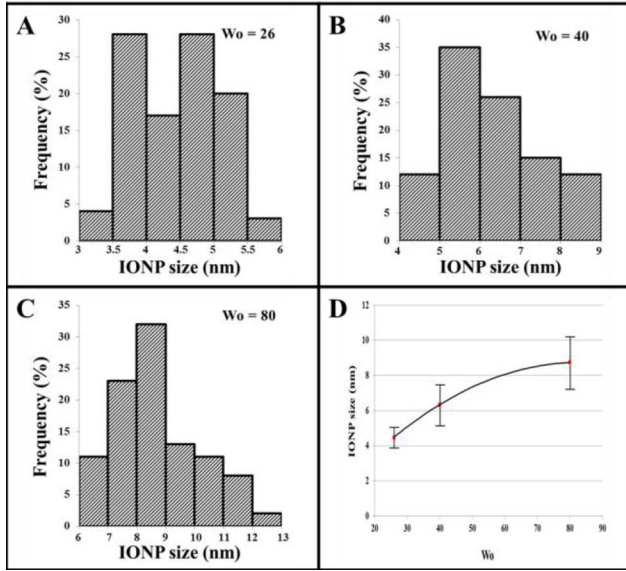 A
Wo = 26
Frequency (%)
30
25
20
15
10
5
0
3 3.5 4 4.5 5 5.5 6
IONP size (nm)
B
Wo = 40
Frequency (%)
40
35
30
25
20
15
10
5
0
4 5 6 7 8 9
IONP size (nm)
C
Wo = 80
Frequency (%)
35
30
25
20
15
10
5
0
6 7 8 9 10 11 12 13
IONP size (nm)
D
IONP size (nm)
12
10
8
6
4
2
0
20 30 40 50 60 70 80 90
Wo